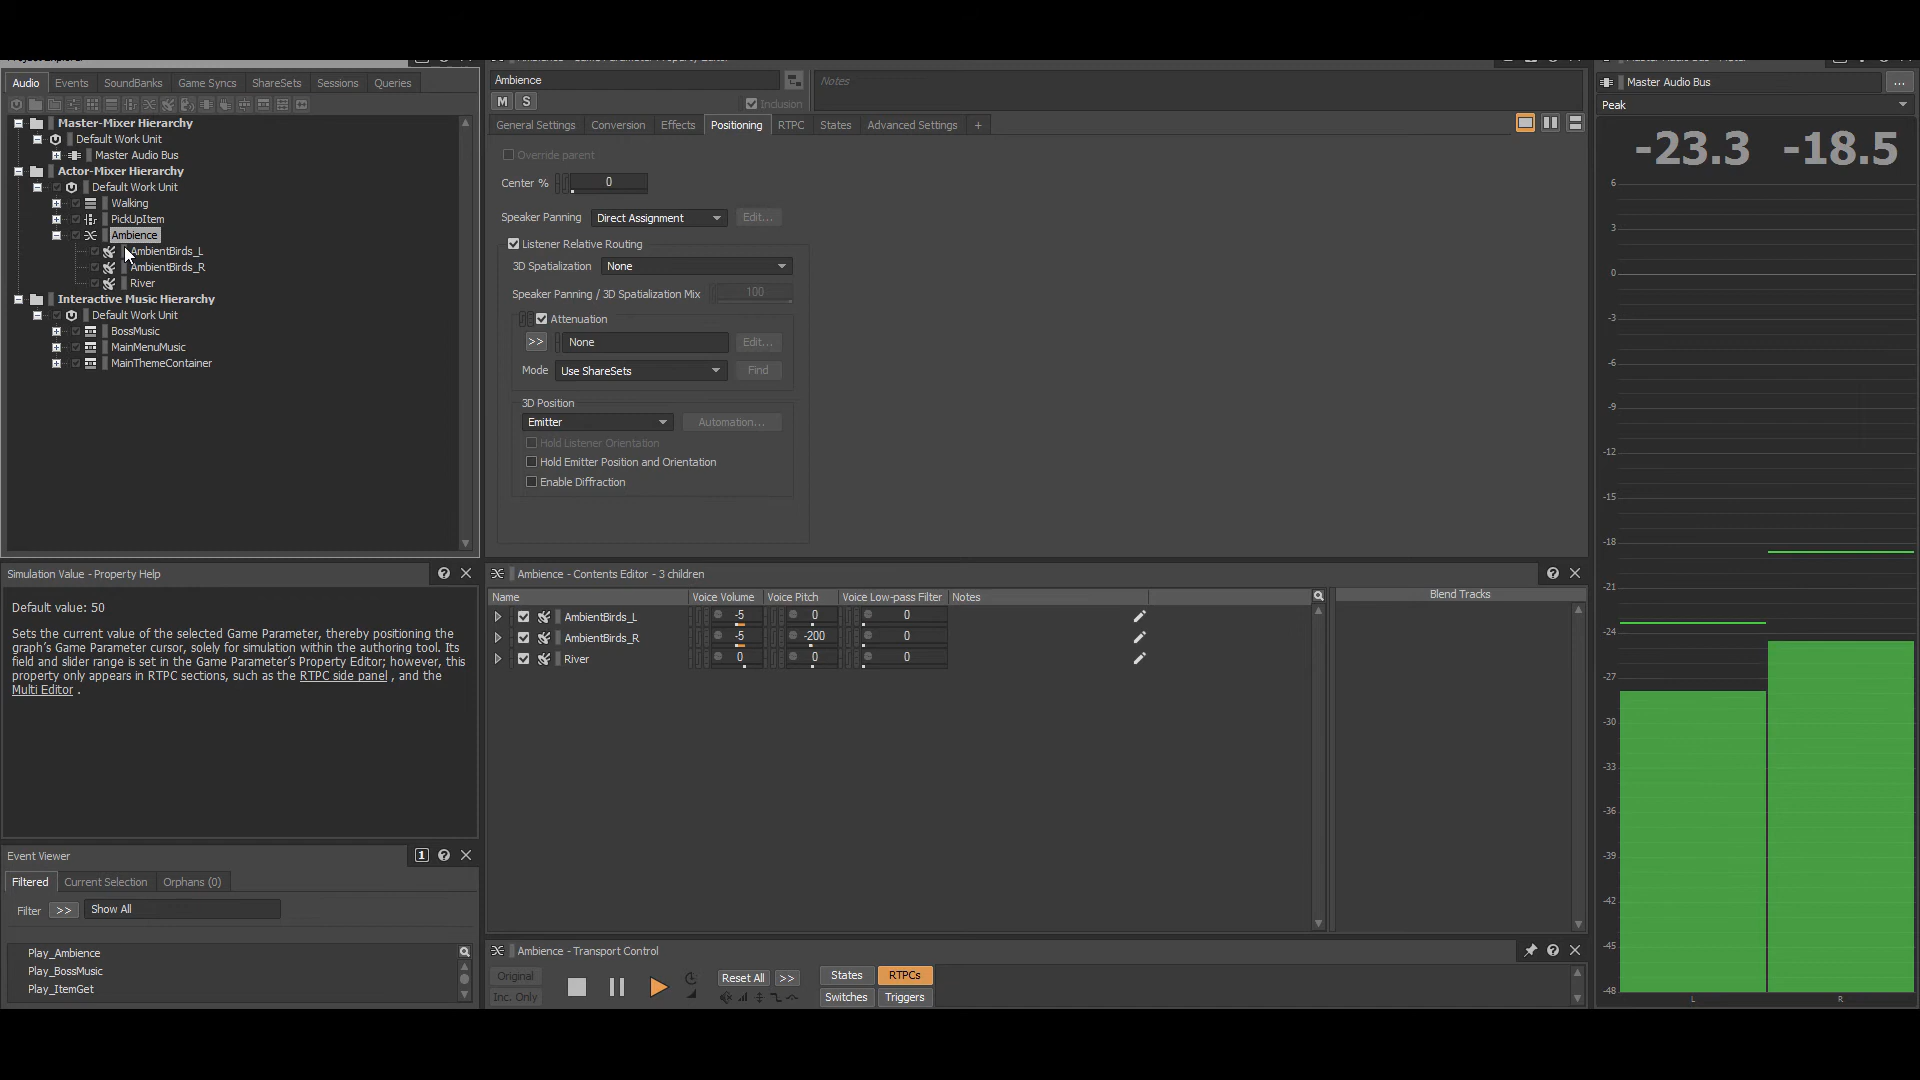 Audio Events SoundBanks Game Syncs ShareSets Sessions Queries
Master-Mixer Hierarchy
Default Work Unit
Master Audio Bus
Actor-Mixer Hierarchy
Default Work Unit
Walking
PickUpItem
Ambience
AmbientBirds_L
AmbientBirds_R
River
Interactive Music Hierarchy
Default Work Unit
BossMusic
MainMenuMusic
MainThemeContainer
Simulation Value - Property Help
Default value: 50
Sets the current value of the selected Game Parameter, thereby positioning the
graph's Game Parameter cursor, solely for simulation within the authoring tool. Its
field and slider range is set in the Game Parameter's Property Editor; however, this
property only appears in RTPC sections, such as the RTPC side panel , and the
Multi Editor .
Event Viewer 1
Filtered Current Selection Orphans (0)
Filter >> Show All
Play_Ambience
Play_BossMusic
Play_ItemGet
Ambience Notes
M S Inclusion
General Settings Conversion Effects Positioning RTPC States Advanced Settings +
Override parent
Center % 0
Speaker Panning Direct Assignment Edit...
Listener Relative Routing
3D Spatialization None
Speaker Panning / 3D Spatialization Mix 100
Attenuation
>> None Edit...
Mode Use ShareSets Find
3D Position
Emitter Automation...
Hold Listener Orientation
Hold Emitter Position and Orientation
Enable Diffraction
Ambience - Contents Editor - 3 children
Name Voice Volume Voice Pitch Voice Low-pass Filter Notes Blend Tracks
AmbientBirds_L -5 0 0
AmbientBirds_R -5 -200 0
River 0 0 0
Ambience - Transport Control
Original Reset All >> States RTPCs
Inc. Only Switches Triggers
Master Audio Bus ...
Peak
-23.3 -18.5
6
3
0
-3
-6
-9
-12
-15
-18
-21
-24
-27
-30
-33
-36
-39
-42
-45
-48
L R